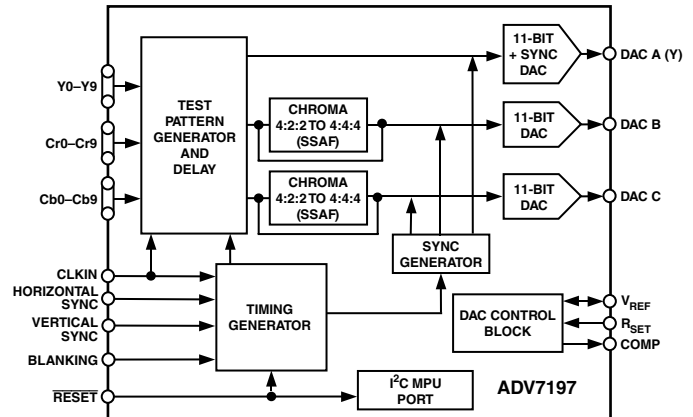 Y0–Y9
Cr0–Cr9
Cb0–Cb9
CLKIN
HORIZONTAL
SYNC
VERTICAL
SYNC
BLANKING
RESET
TEST
PATTERN
GENERATOR
AND
DELAY
CHROMA
4:2:2 TO 4:4:4
(SSAF)
CHROMA
4:2:2 TO 4:4:4
(SSAF)
TIMING
GENERATOR
SYNC
GENERATOR
I²C MPU
PORT
11-BIT
+ SYNC
DAC
11-BIT
DAC
11-BIT
DAC
DAC CONTROL
BLOCK
ADV7197
DAC A (Y)
DAC B
DAC C
VREF
RSET
COMP